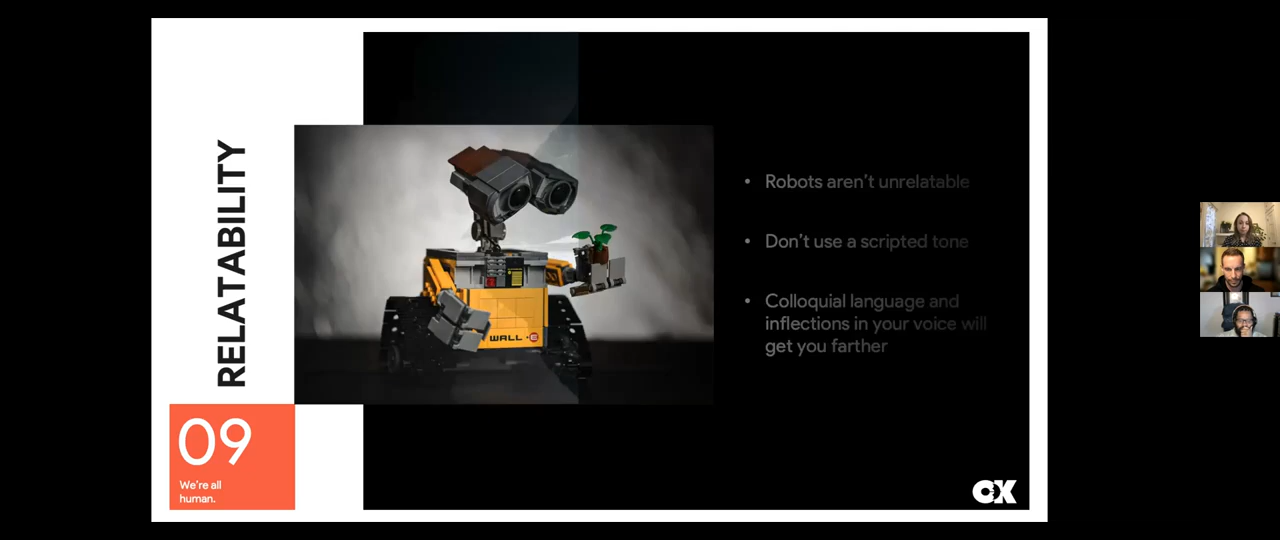 RELATABILITY
09
We're all
human.
WALL•E
• Robots aren't unrelatable
• Don't use a scripted tone
• Colloquial language and
inflections in your voice will
get you farther
OX